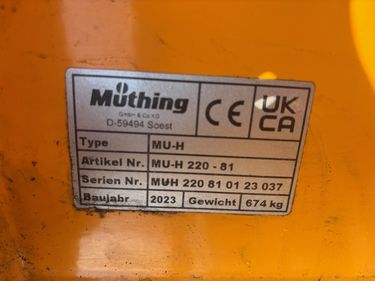 Müthing
GmbH & Co.KG
D-59494 Soest
CE
UK
CA
Type MU-H
Artikel Nr. MU-H 220 - 81
Serien Nr. MUH 220 81 01 23 037
Baujahr 2023 Gewicht 674 kg